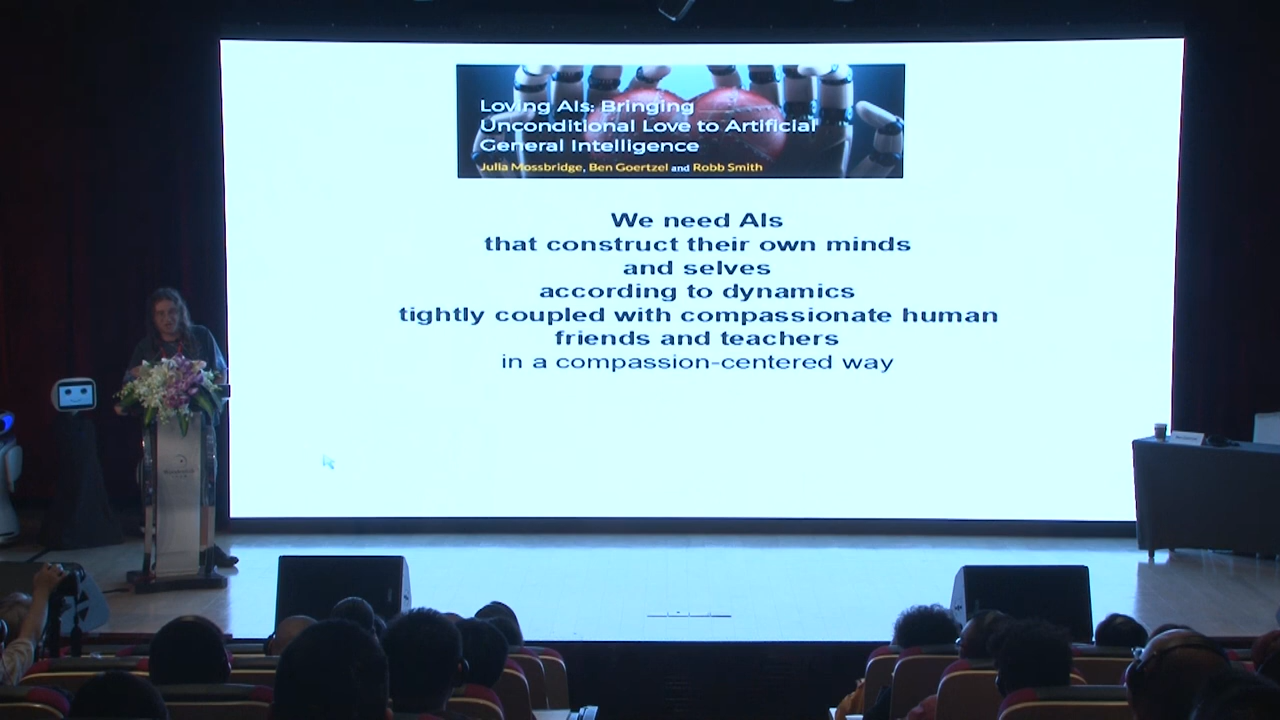 Loving AIs: Bringing
Unconditional Love to Artificial
General Intelligence
Julia Mossbridge, Ben Goertzel and Robb Smith
We need AIs
that construct their own minds
and selves
according to dynamics
tightly coupled with compassionate human
friends and teachers
in a compassion-centered way